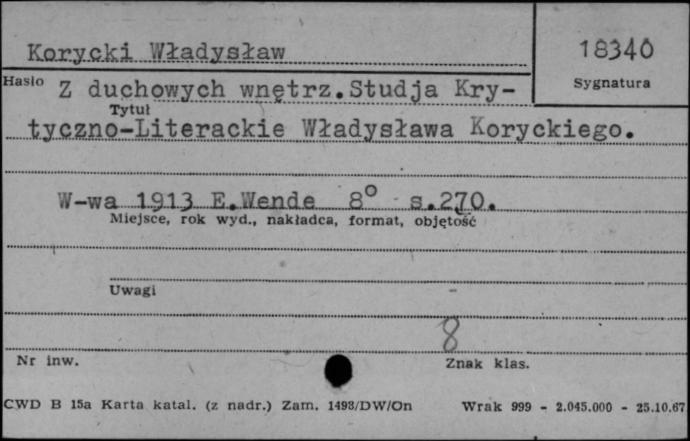 Korycki Władysław
18340
Hasło
Sygnatura
Z duchowych wnętrz.Studja Kry-
Tytuł
tyczno-Literackie Władysława Koryckiego.
W-wa 1913 E.Wende 8° s.270.
Miejsce, rok wyd., nakładca, format, objętość
Uwagi
8
Nr inw.
Znak klas.
CWD B 15a Karta katal. (z nadr.) Zam. 1493/DW/On
Wrak 999 - 2.045.000 - 25.10.67